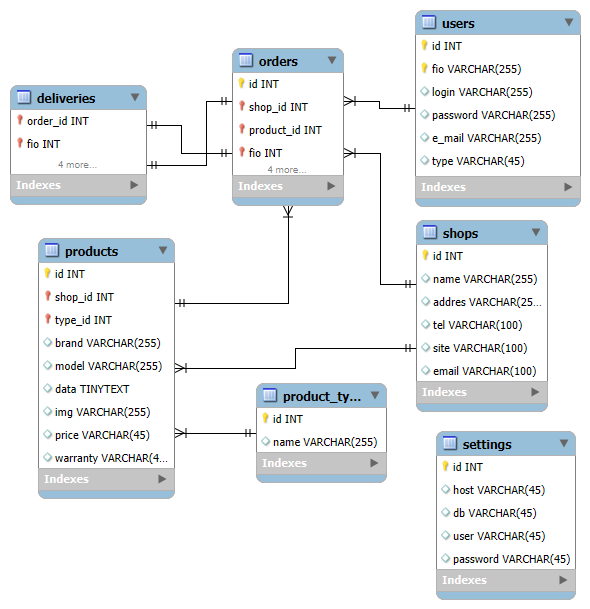 users
id INT
fio VARCHAR(255)
login VARCHAR(255)
password VARCHAR(255)
e_mail VARCHAR(255)
type VARCHAR(45)
Indexes
orders
id INT
shop_id INT
product_id INT
fio INT
4 more...
Indexes
deliveries
order_id INT
fio INT
4 more...
Indexes
shops
id INT
name VARCHAR(255)
addres VARCHAR(25...
tel VARCHAR(100)
site VARCHAR(100)
email VARCHAR(100)
Indexes
products
id INT
shop_id INT
type_id INT
brand VARCHAR(255)
model VARCHAR(255)
data TINYTEXT
img VARCHAR(255)
price VARCHAR(45)
warranty VARCHAR(4...
Indexes
product_ty...
id INT
name VARCHAR(255)
Indexes
settings
id INT
host VARCHAR(45)
db VARCHAR(45)
user VARCHAR(45)
password VARCHAR(45)
Indexes